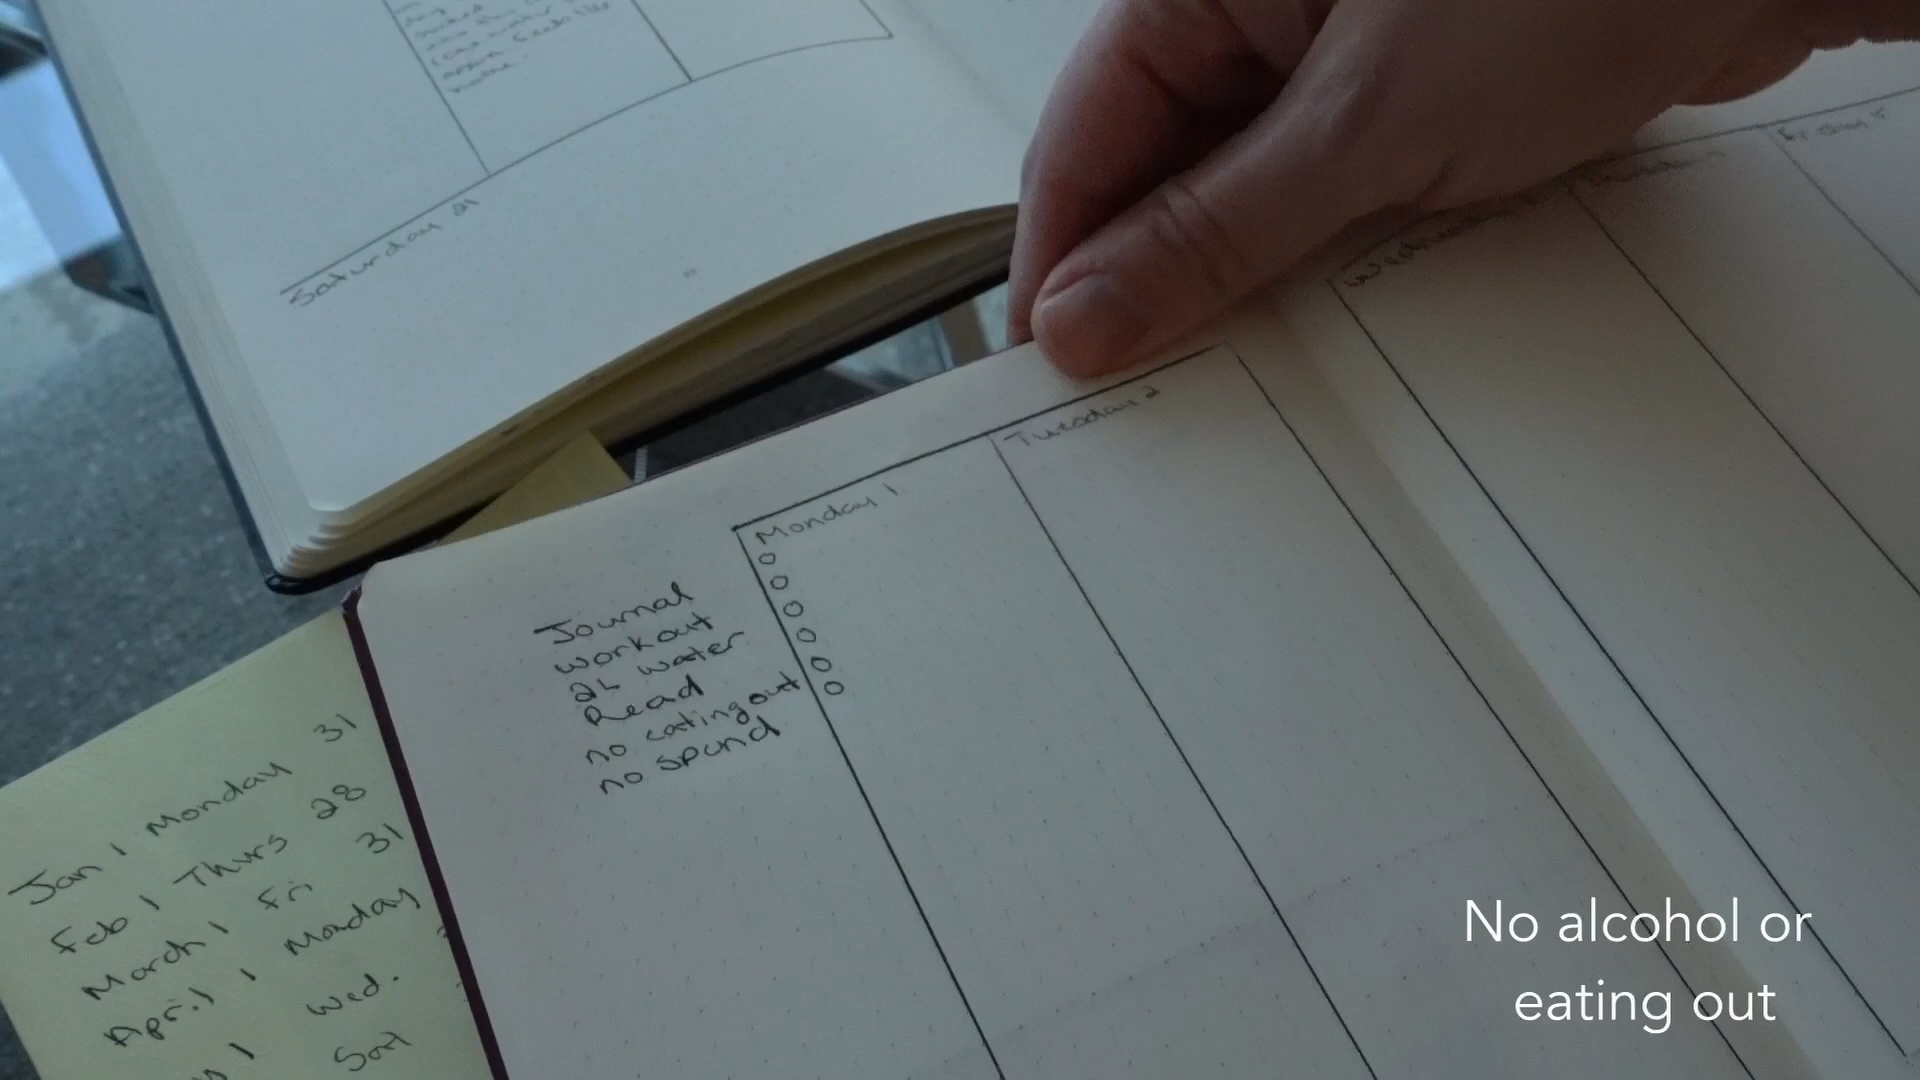 Saturday 21
Monday 1
Tuesday 2
Friday 5
Journal
workout
2L water
Read
no eating out
no spend
Jan 1 Monday 31
Feb 1 Thurs 28
March 1 Fri 31
April 1 Monday
1 Wed.
Sat
No alcohol or
eating out